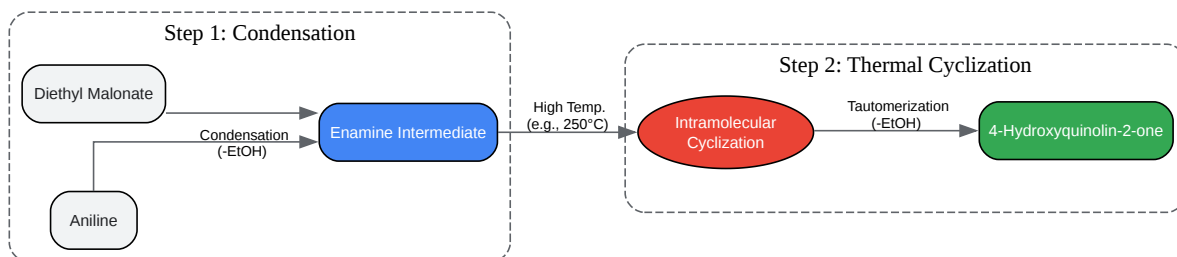 Step 1: Condensation
Diethyl Malonate
Aniline
Condensation
(-EtOH)
Enamine Intermediate
High Temp.
(e.g., 250°C)
Step 2: Thermal Cyclization
Intramolecular
Cyclization
Tautomerization
(-EtOH)
4-Hydroxyquinolin-2-one